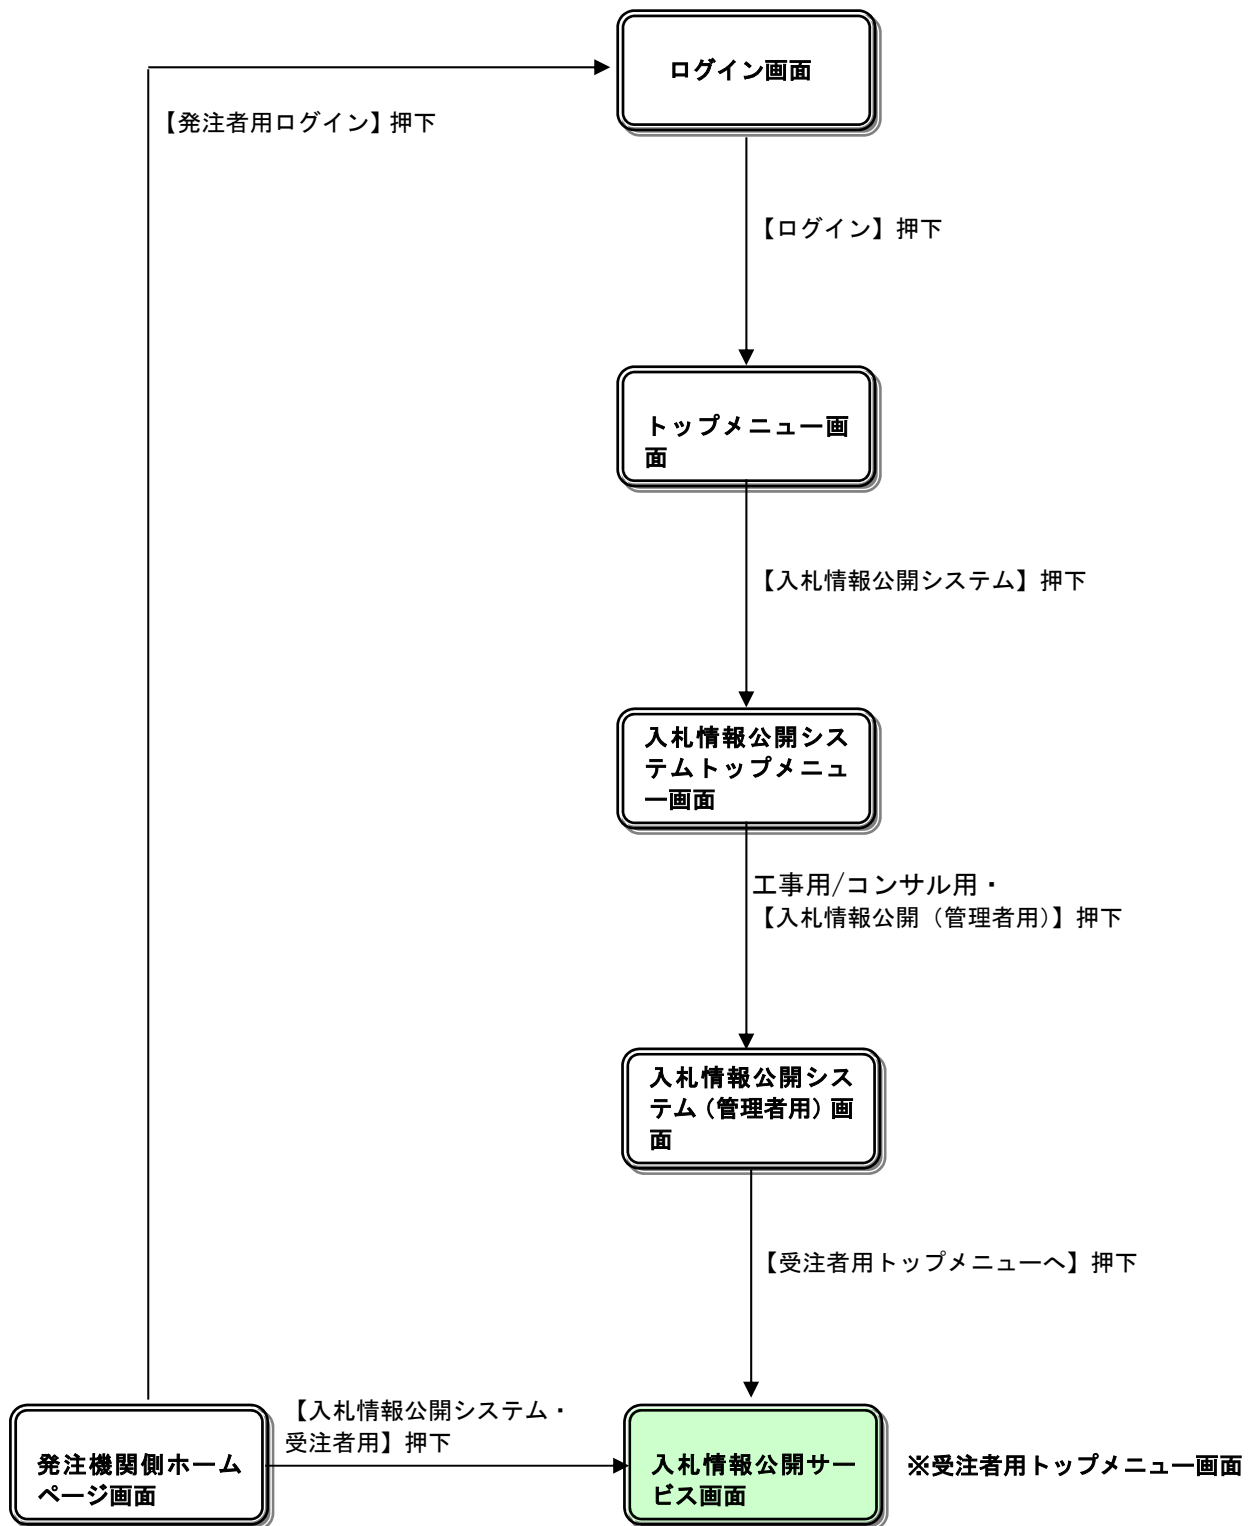 ログイン画面
【発注者用ログイン】押下
【ログイン】押下
トップメニュー画
面
【入札情報公開システム】押下
入札情報公開シス
テムトップメニュ
ー画面
工事用/コンサル用・
【入札情報公開（管理者用）】押下
入札情報公開シス
テム（管理者用）画
面
【受注者用トップメニューへ】押下
【入札情報公開システム・
受注者用】押下
発注機関側ホーム
ページ画面
入札情報公開サー
ビス画面
※受注者用トップメニュー画面